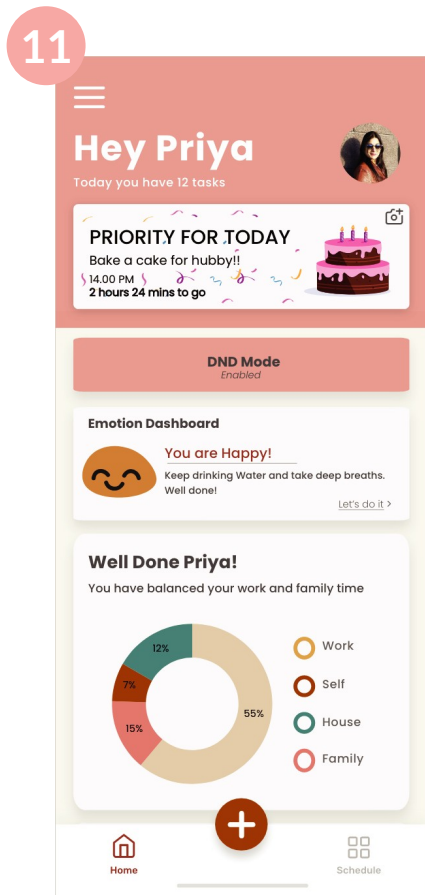 11
Hey Priya
Today you have 12 tasks
PRIORITY FOR TODAY
Bake a cake for hubby!!
14.00 PM
2 hours 24 mins to go
DND Mode
Enabled
Emotion Dashboard
You are Happy!
Keep drinking Water and take deep breaths.
Well done!
Let's do it >
Well Done Priya!
You have balanced your work and family time
12%
7%
15%
55%
Work
Self
House
Family
Home
Schedule